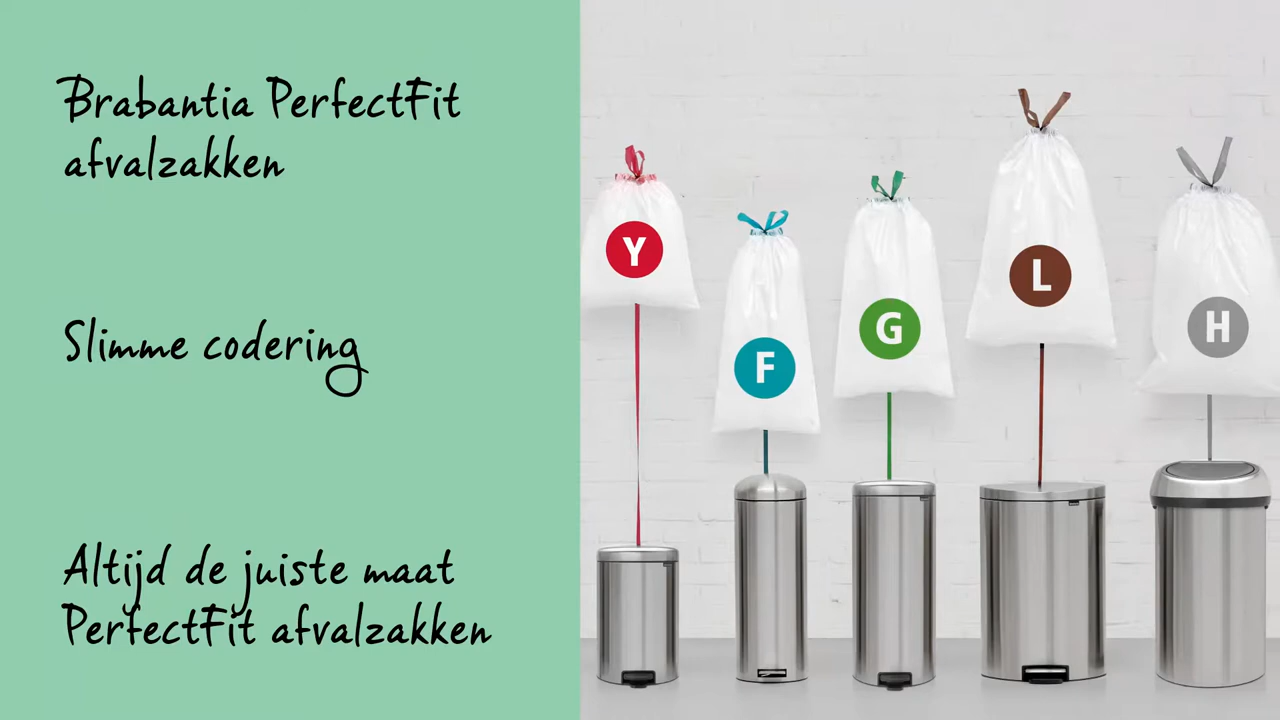 Brabantia PerfectFit
afvalzakken
Slimme codering
Altijd de juiste maat
PerfectFit afvalzakken
Y
F
G
L
H